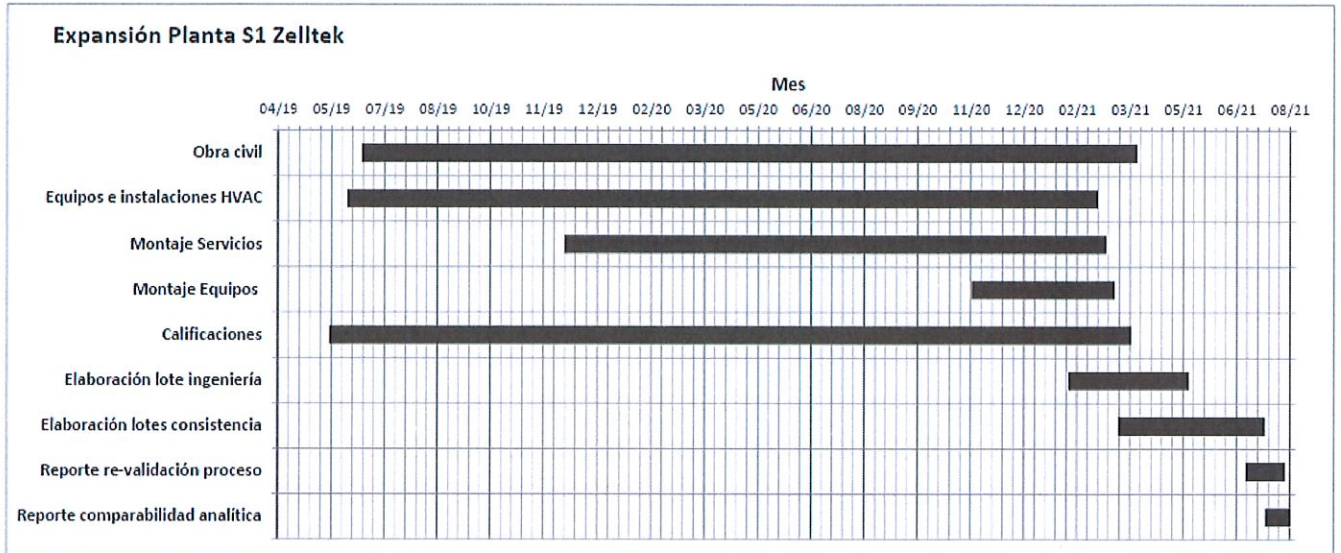 Expansión Planta S1 Zelltek
Mes
04/19 05/19 07/19 08/19 10/19 11/19 12/19 02/20 03/20 05/20 06/20 08/20 09/20 11/20 12/20 02/21 03/21 05/21 06/21 08/21
Obra civil
Equipos e instalaciones HVAC
Montaje Servicios
Montaje Equipos
Calificaciones
Elaboración lote ingeniería
Elaboración lotes consistencia
Reporte re-validación proceso
Reporte comparabilidad analítica